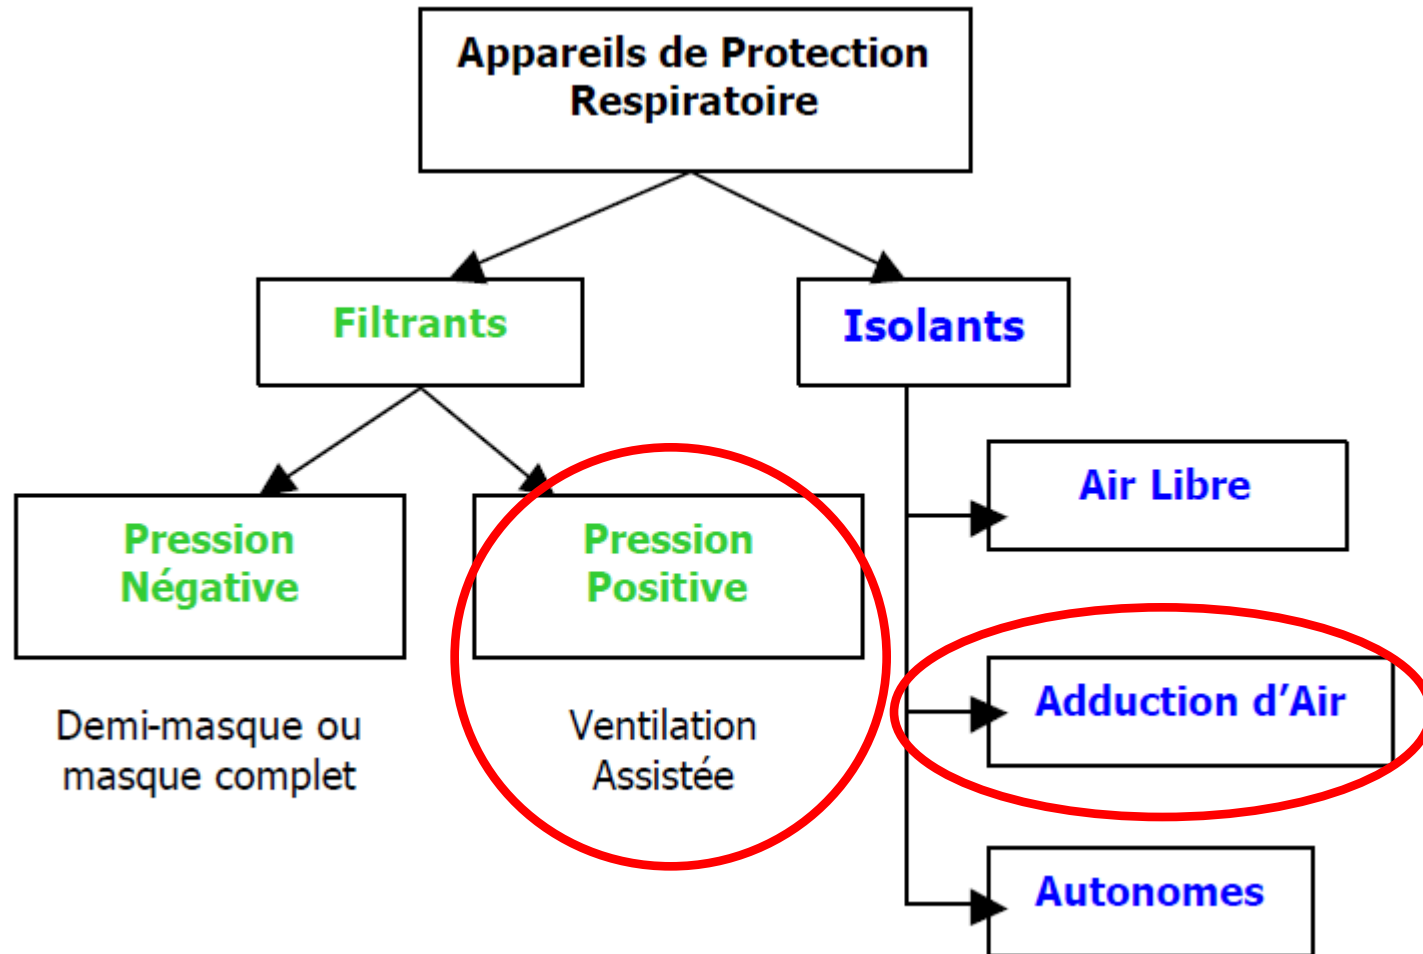 Appareils de Protection
Respiratoire
Filtrants
Isolants
Air Libre
Pression
Négative
Pression
Positive
Adduction d’Air
Demi-masque ou
masque complet
Ventilation
Assistée
Autonomes